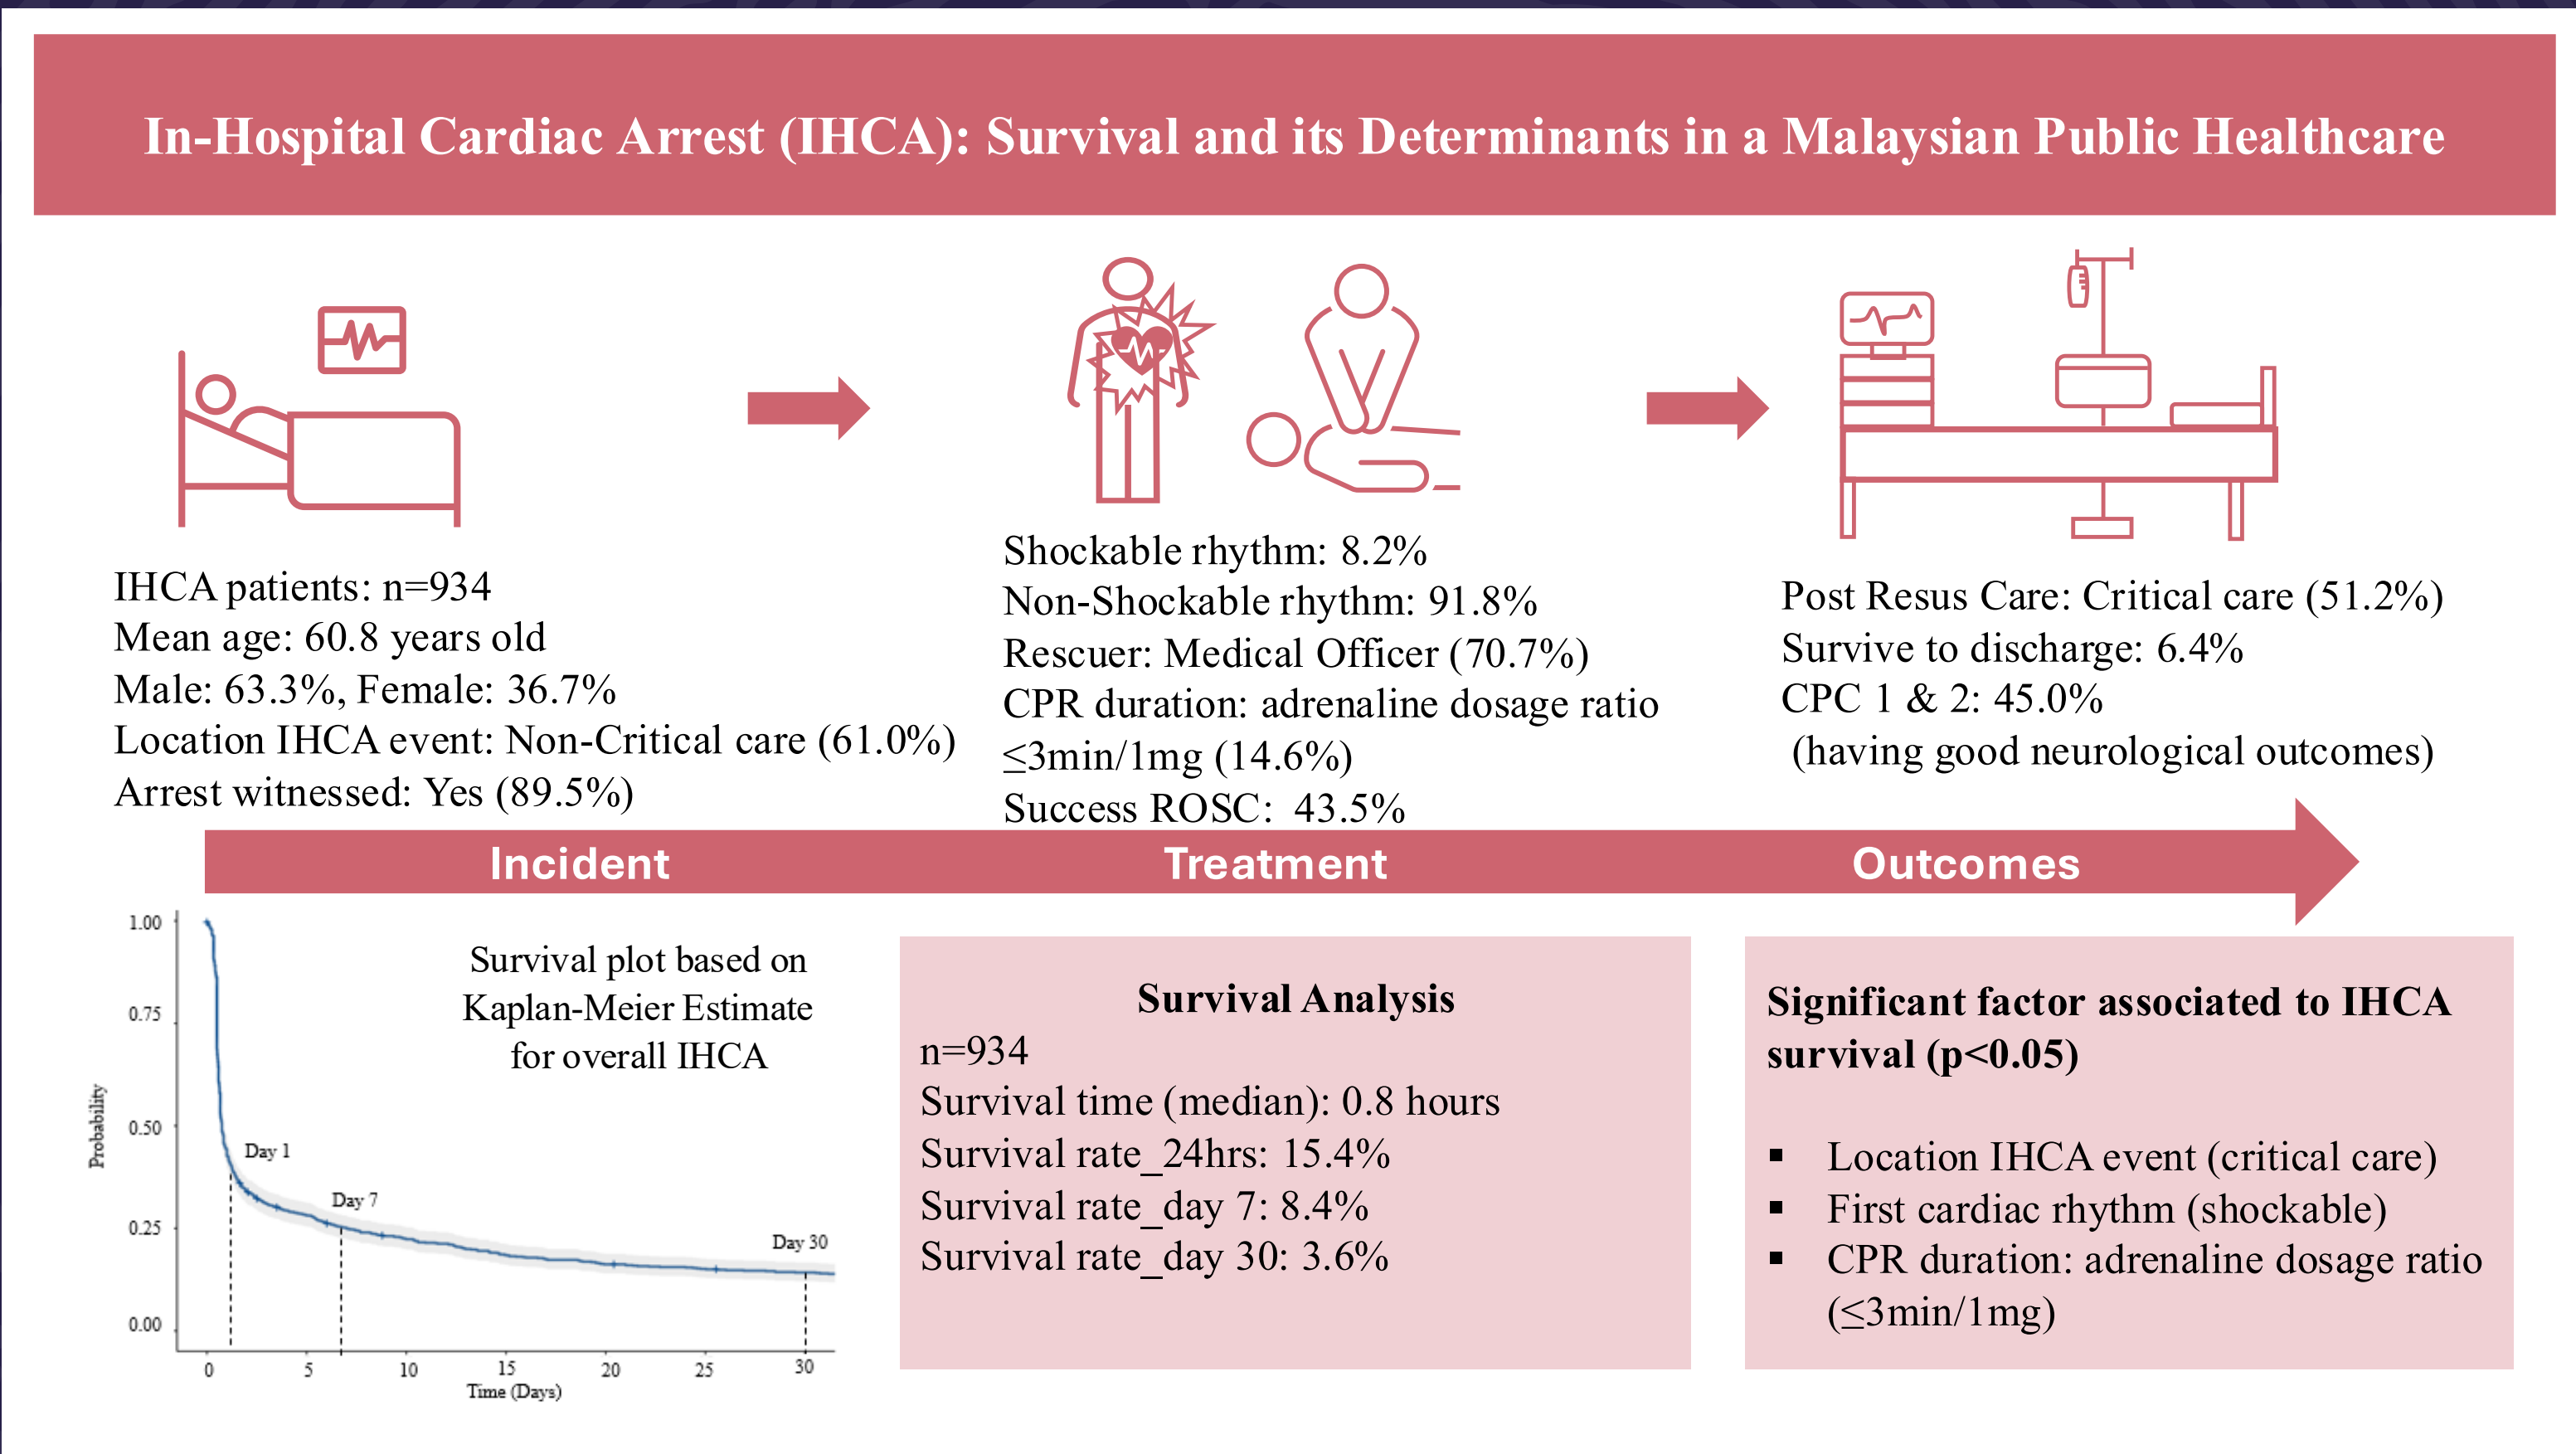 In-Hospital Cardiac Arrest (IHCA): Survival and its Determinants in a Malaysian Public Healthcare
IHCA patients: n=934
Mean age: 60.8 years old
Male: 63.3%, Female: 36.7%
Location IHCA event: Non-Critical care (61.0%)
Arrest witnessed: Yes (89.5%)
Shockable rhythm: 8.2%
Non-Shockable rhythm: 91.8%
Rescuer: Medical Officer (70.7%)
CPR duration: adrenaline dosage ratio
≤3min/1mg (14.6%)
Success ROSC: 43.5%
Post Resus Care: Critical care (51.2%)
Survive to discharge: 6.4%
CPC 1 & 2: 45.0%
(having good neurological outcomes)
Incident
Treatment
Outcomes
Survival plot based on
Kaplan-Meier Estimate
for overall IHCA
Probability
1.00
0.75
0.50
0.25
0.00
Day 1
Day 7
Day 30
0 5 10 15 20 25 30
Time (Days)
Survival Analysis
n=934
Survival time (median): 0.8 hours
Survival rate_24hrs: 15.4%
Survival rate_day 7: 8.4%
Survival rate_day 30: 3.6%
Significant factor associated to IHCA
survival (p<0.05)
▪ Location IHCA event (critical care)
▪ First cardiac rhythm (shockable)
▪ CPR duration: adrenaline dosage ratio
(≤3min/1mg)